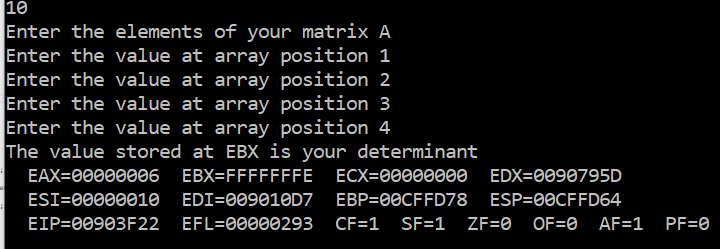 10
Enter the elements of your matrix A
Enter the value at array position 1
Enter the value at array position 2
Enter the value at array position 3
Enter the value at array position 4
The value stored at EBX is your determinant
EAX=00000006 EBX=FFFFFFFE ECX=00000000 EDX=0090795D
ESI=00000010 EDI=009010D7 EBP=00CFFD78 ESP=00CFFD64
EIP=00903F22 EFL=00000293 CF=1 SF=1 ZF=0 OF=0 AF=1 PF=0